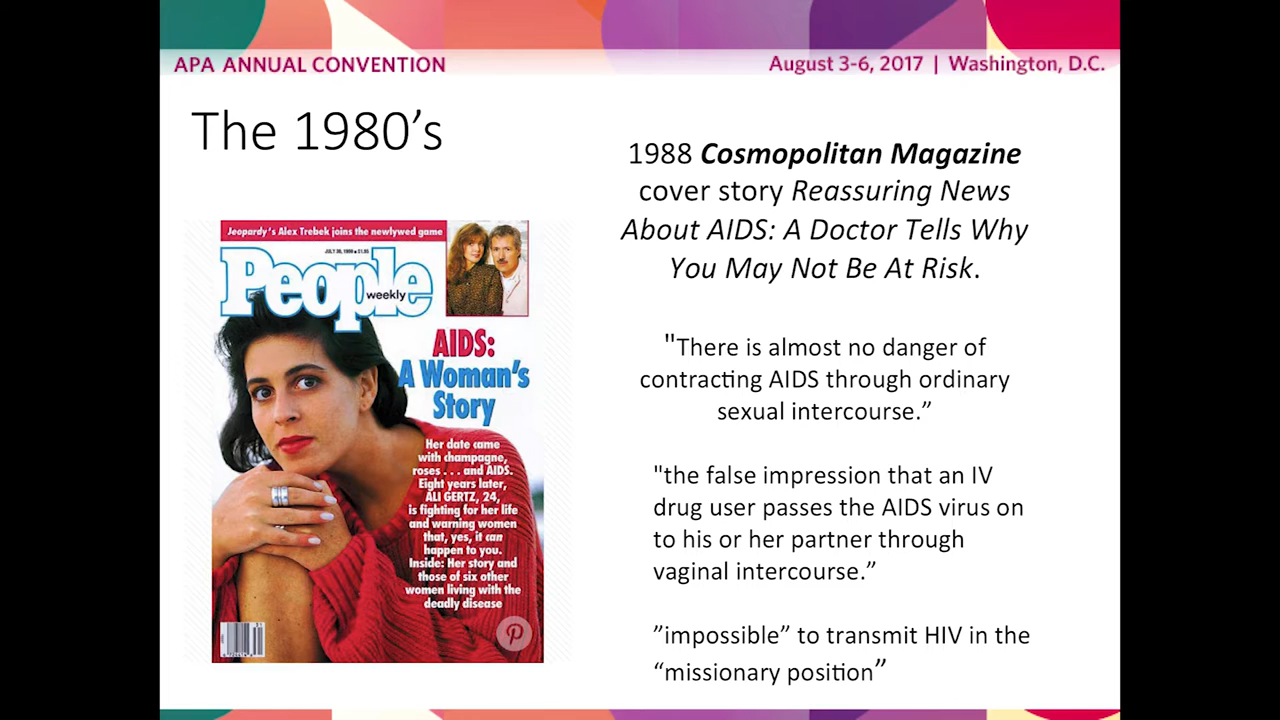 APA ANNUAL CONVENTION
August 3-6, 2017 | Washington, D.C.
The 1980’s
Jeopardy's Alex Trebek joins the newlywed game
People
weekly
AIDS:
A Woman's
Story
Her date came
with champagne,
roses . . . and AIDS.
Eight years later,
ALI GERTZ, 24,
is fighting for her life
and warning women
that, yes, it can
happen to you.
Inside: Her story and
those of six other
women living with the
deadly disease
1988 Cosmopolitan Magazine
cover story Reassuring News
About AIDS: A Doctor Tells Why
You May Not Be At Risk.
"There is almost no danger of
contracting AIDS through ordinary
sexual intercourse.”
"the false impression that an IV
drug user passes the AIDS virus on
to his or her partner through
vaginal intercourse.”
”impossible” to transmit HIV in the
“missionary position”